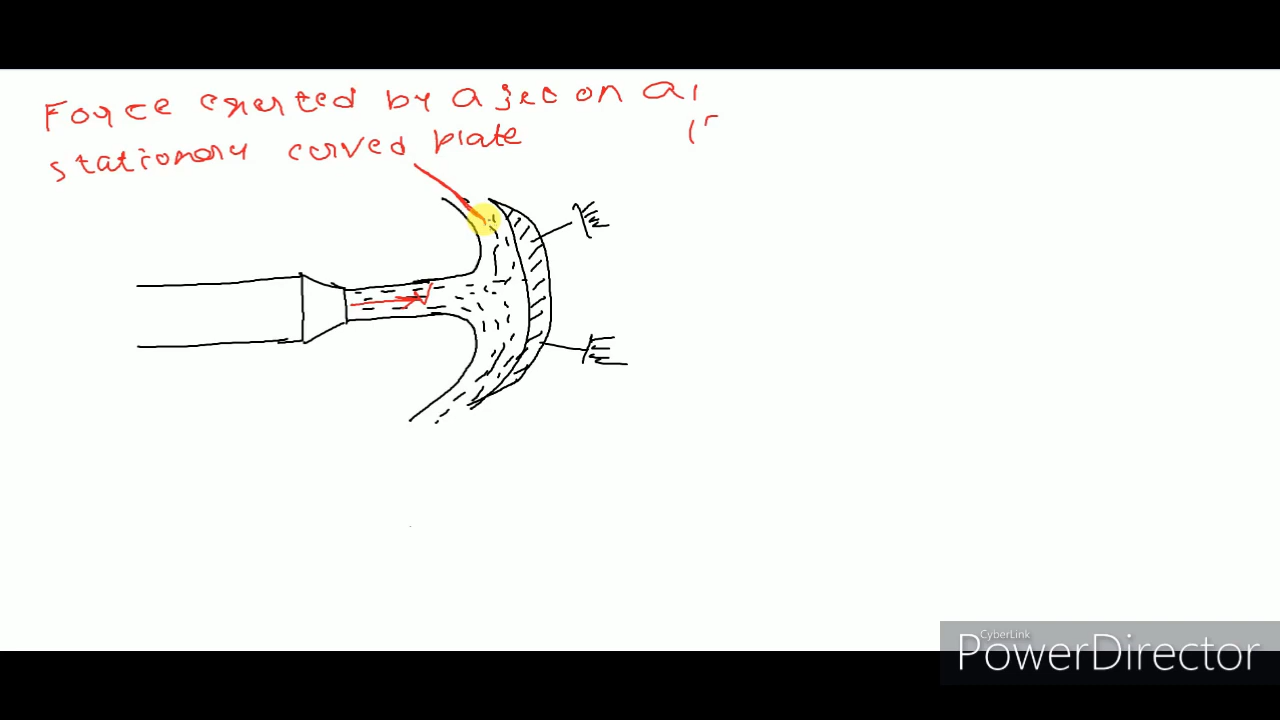 Force exerted by a jet on a
stationary curved plate
V
CyberLink
PowerDirector